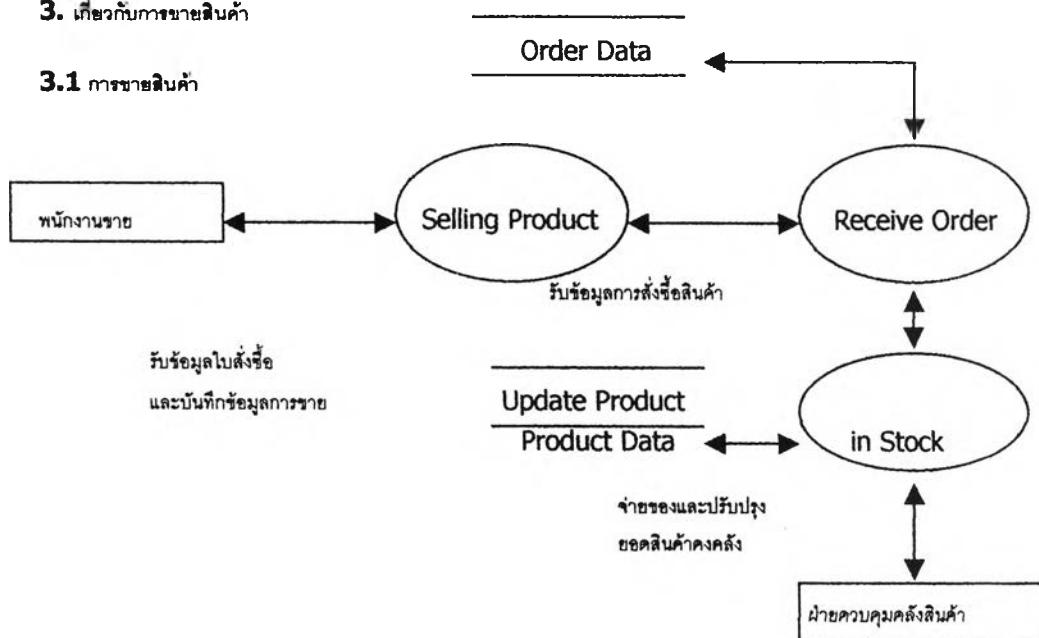 3. เกี่ยวกับการขายสินค้า
Order Data
3.1 การขายสินค้า
พนักงานขาย
Selling Product
Receive Order
รับข้อมูลการสั่งซื้อสินค้า
รับข้อมูลใบสั่งซื้อ
และบันทึกข้อมูลการขาย
Update Product
Product Data
in Stock
จ่ายของและปรับปรุง
ยอดสินค้าคงคลัง
ฝ่ายควบคุมคลังสินค้า